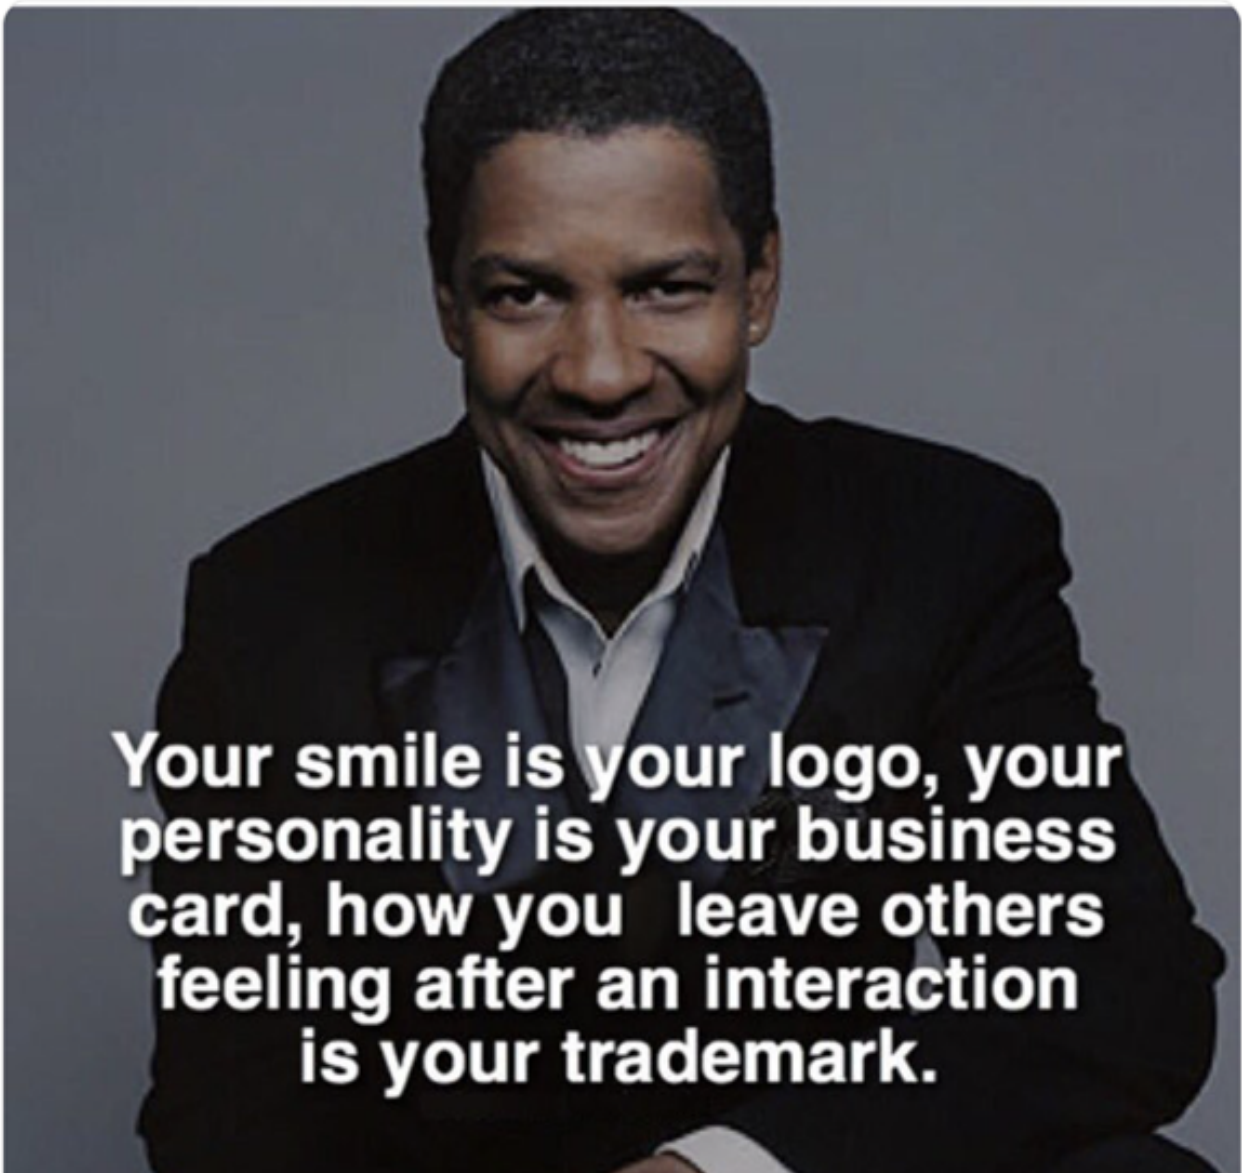 Your smile is your logo, your
personality is your business
card, how you leave others
feeling after an interaction
is your trademark.